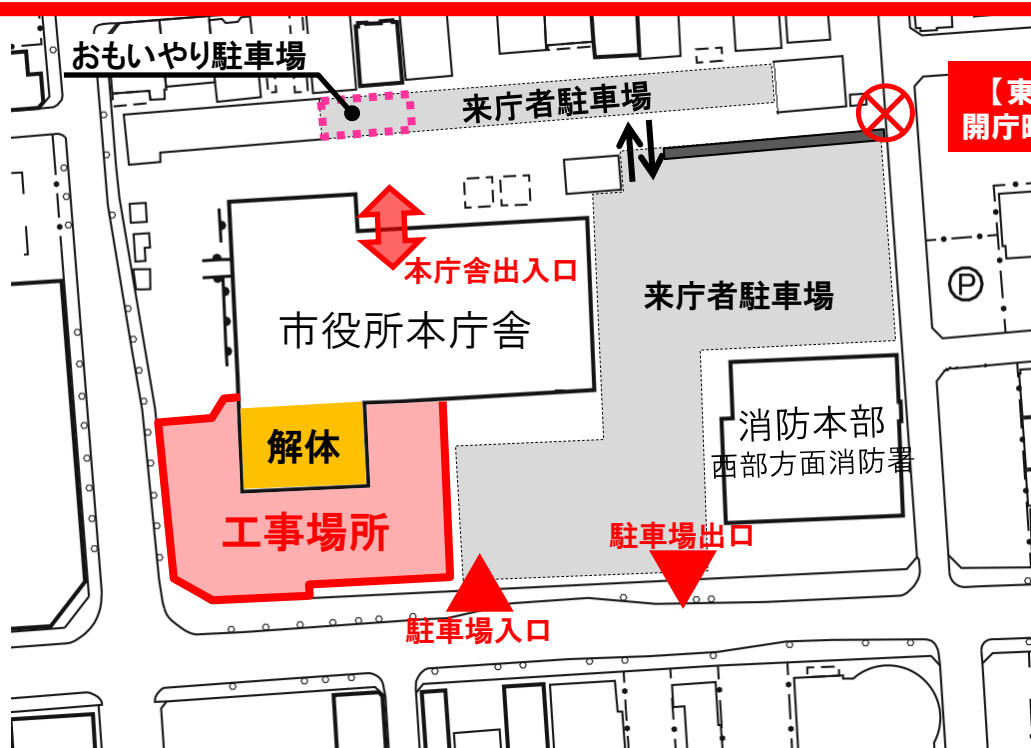 おもいやり駐車場
来庁者駐車場
【東
開庁
本庁舎出入口
来庁者駐車場
P
市役所本庁舎
消防本部
西部方面消防署
解体
工事場所
駐車場出口
駐車場入口